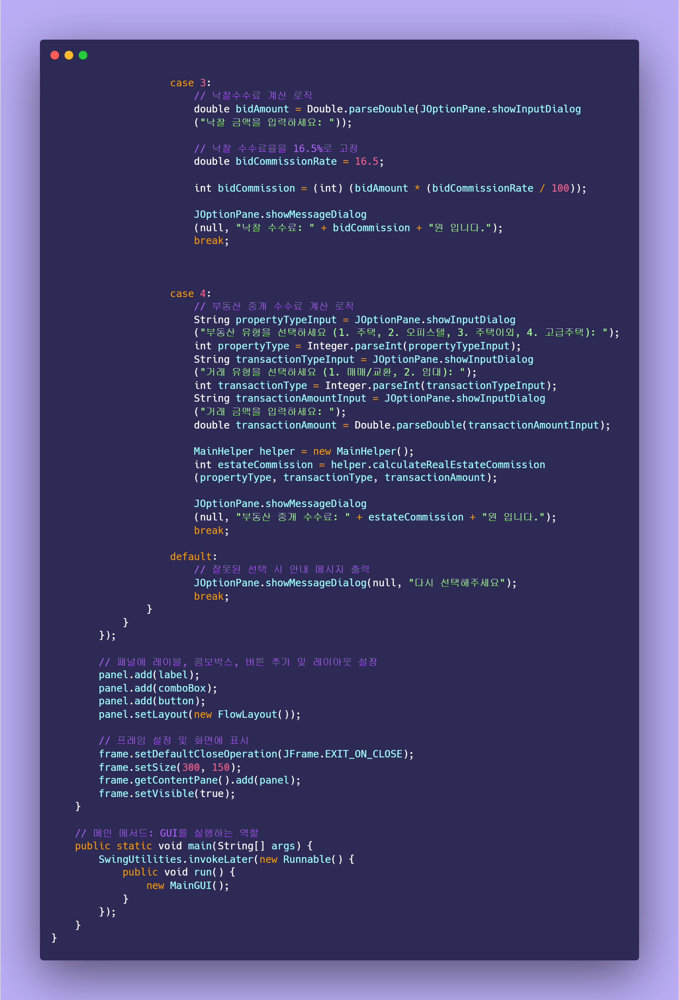 case 3:
// 낙찰수수료 계산 로직
double bidAmount = Double.parseDouble(JOptionPane.showInputDialog
("낙찰 금액을 입력하세요: "));
// 낙찰 수수료율을 16.5%로 고정
double bidCommissionRate = 16.5;
int bidCommission = (int) (bidAmount * (bidCommissionRate / 100));
JOptionPane.showMessageDialog
(null, "낙찰 수수료: " + bidCommission + "원 입니다.");
break;
case 4:
// 부동산 중개 수수료 계산 로직
String propertyTypeInput = JOptionPane.showInputDialog
("부동산 유형을 선택하세요 (1. 주택, 2. 오피스텔, 3. 주택이외, 4. 고급주택): ");
int propertyType = Integer.parseInt(propertyTypeInput);
String transactionTypeInput = JOptionPane.showInputDialog
("거래 유형을 선택하세요 (1. 매매/교환, 2. 임대): ");
int transactionType = Integer.parseInt(transactionTypeInput);
String transactionAmountInput = JOptionPane.showInputDialog
("거래 금액을 입력하세요: ");
double transactionAmount = Double.parseDouble(transactionAmountInput);
MainHelper helper = new MainHelper();
int estateCommission = helper.calculateRealEstateCommission
(propertyType, transactionType, transactionAmount);
JOptionPane.showMessageDialog
(null, "부동산 중개 수수료: " + estateCommission + "원 입니다.");
break;
default:
// 잘못된 선택 시 안내 메시지 출력
JOptionPane.showMessageDialog(null, "다시 선택해주세요");
break;
}
}
});
// 패널에 레이블, 콤보박스, 버튼 추가 및 레이아웃 설정
panel.add(label);
panel.add(comboBox);
panel.add(button);
panel.setLayout(new FlowLayout());
// 프레임 설정 및 화면에 표시
frame.setDefaultCloseOperation(JFrame.EXIT_ON_CLOSE);
frame.setSize(300, 150);
frame.getContentPane().add(panel);
frame.setVisible(true);
}
// 메인 메서드: GUI를 실행하는 역할
public static void main(String[] args) {
SwingUtilities.invokeLater(new Runnable() {
public void run() {
new MainGUI();
}
});
}
}